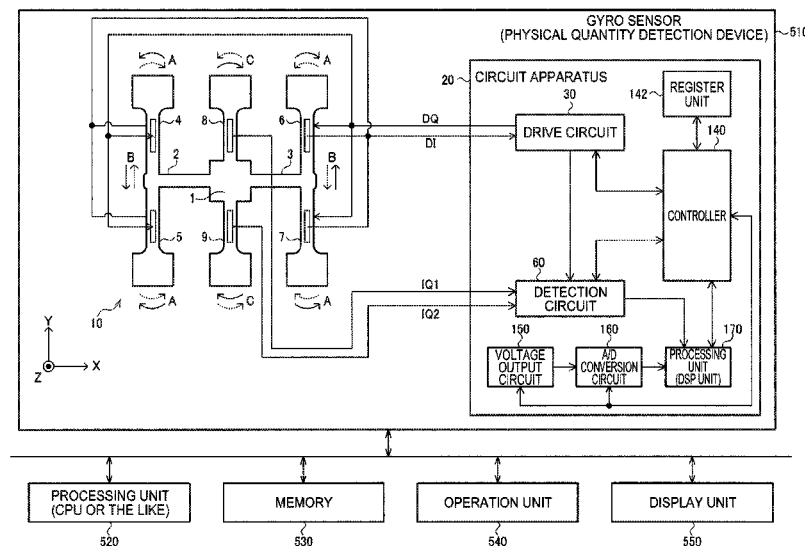 GYRO SENSOR
(PHYSICAL QUANTITY DETECTION DEVICE)
510
A
C
A
20
CIRCUIT APPARATUS
142
REGISTER
UNIT
30
DRIVE CIRCUIT
140
4
8
6
DQ
DI
2
3
B
B
1
CONTROLLER
5
9
7
60
DETECTION
CIRCUIT
IQ1
IQ2
A
C
A
10
Y
Z
X
150
160
170
VOLTAGE
OUTPUT
CIRCUIT
A/D
CONVERSION
CIRCUIT
PROCESSING
UNIT
(DSP UNIT)
PROCESSING UNIT
(CPU OR THE LIKE)
MEMORY
OPERATION UNIT
DISPLAY UNIT
520
530
540
550